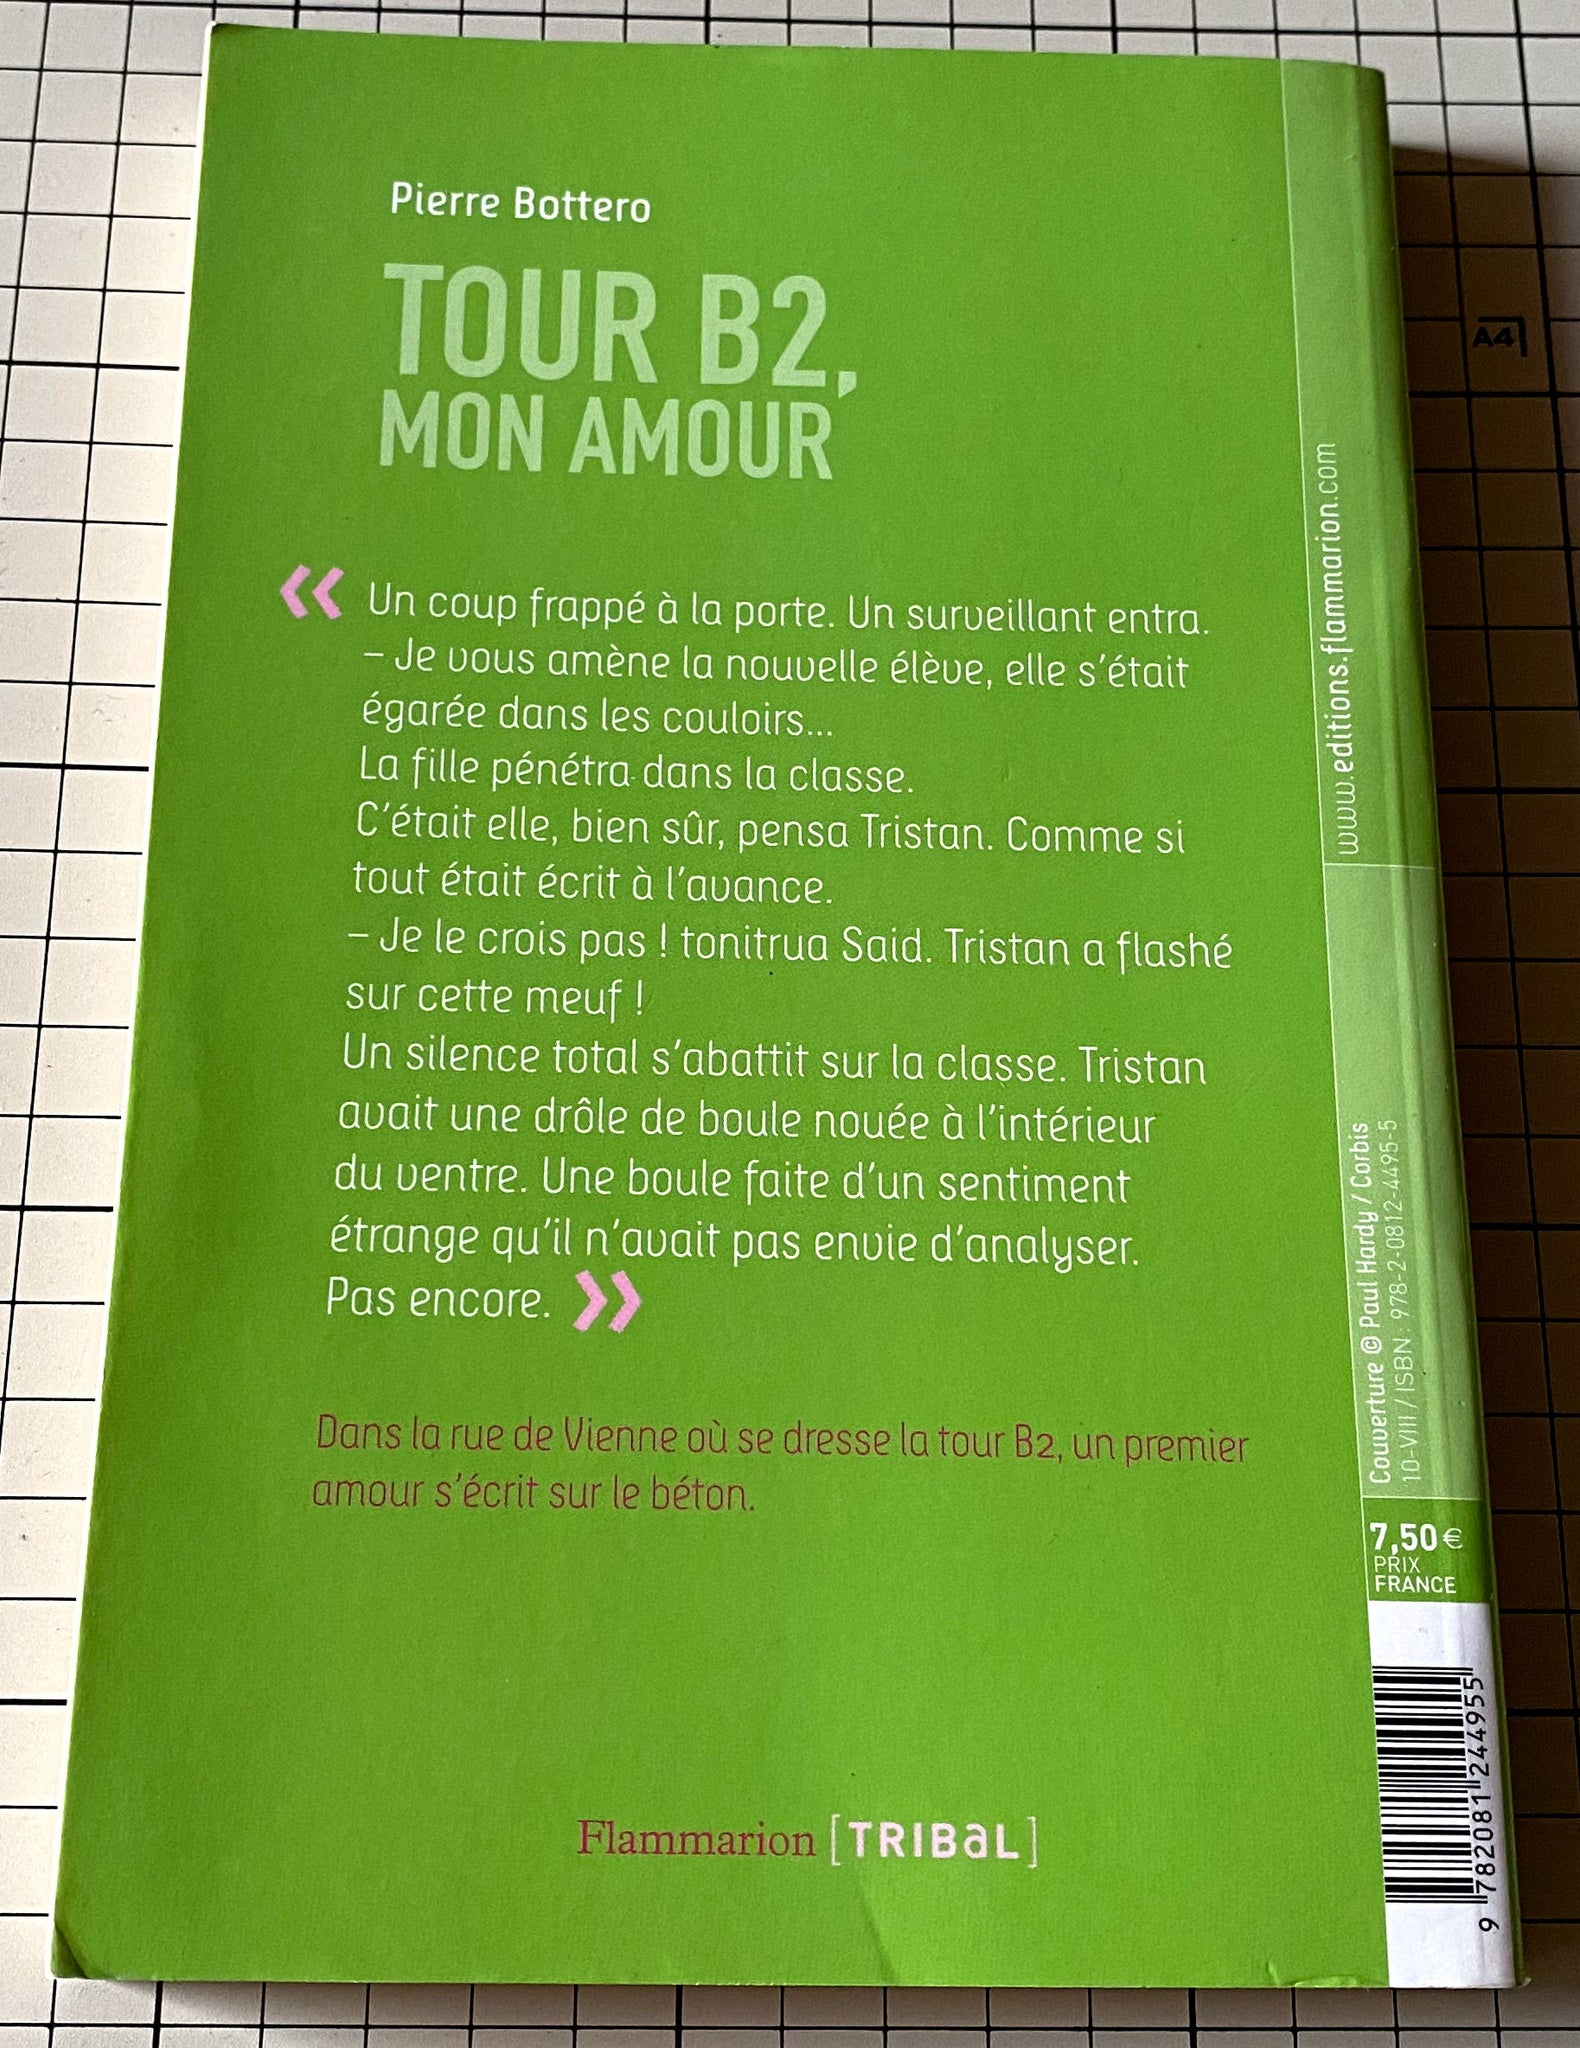 Pierre Bottero
TOUR B2,
MON AMOUR
« Un coup frappé à la porte. Un surveillant entra.
– Je vous amène la nouvelle élève, elle s'était
égarée dans les couloirs...
La fille pénétra dans la classe.
C'était elle, bien sûr, pensa Tristan. Comme si
tout était écrit à l'avance.
– Je le crois pas ! tonitrua Said. Tristan a flashé
sur cette meuf !
Un silence total s'abattit sur la classe. Tristan
avait une drôle de boule nouée à l'intérieur
du ventre. Une boule faite d'un sentiment
étrange qu'il n'avait pas envie d'analyser.
Pas encore. »
Dans la rue de Vienne où se dresse la tour B2, un premier
amour s'écrit sur le béton.
Flammarion [TRIBaL]
www.editions.flammarion.com
Couverture © Paul Hardy / Corbis
10-VII / ISBN : 978-2-0812-4495-5
7,50 €
PRIX
FRANCE
9 782081 244955
A4